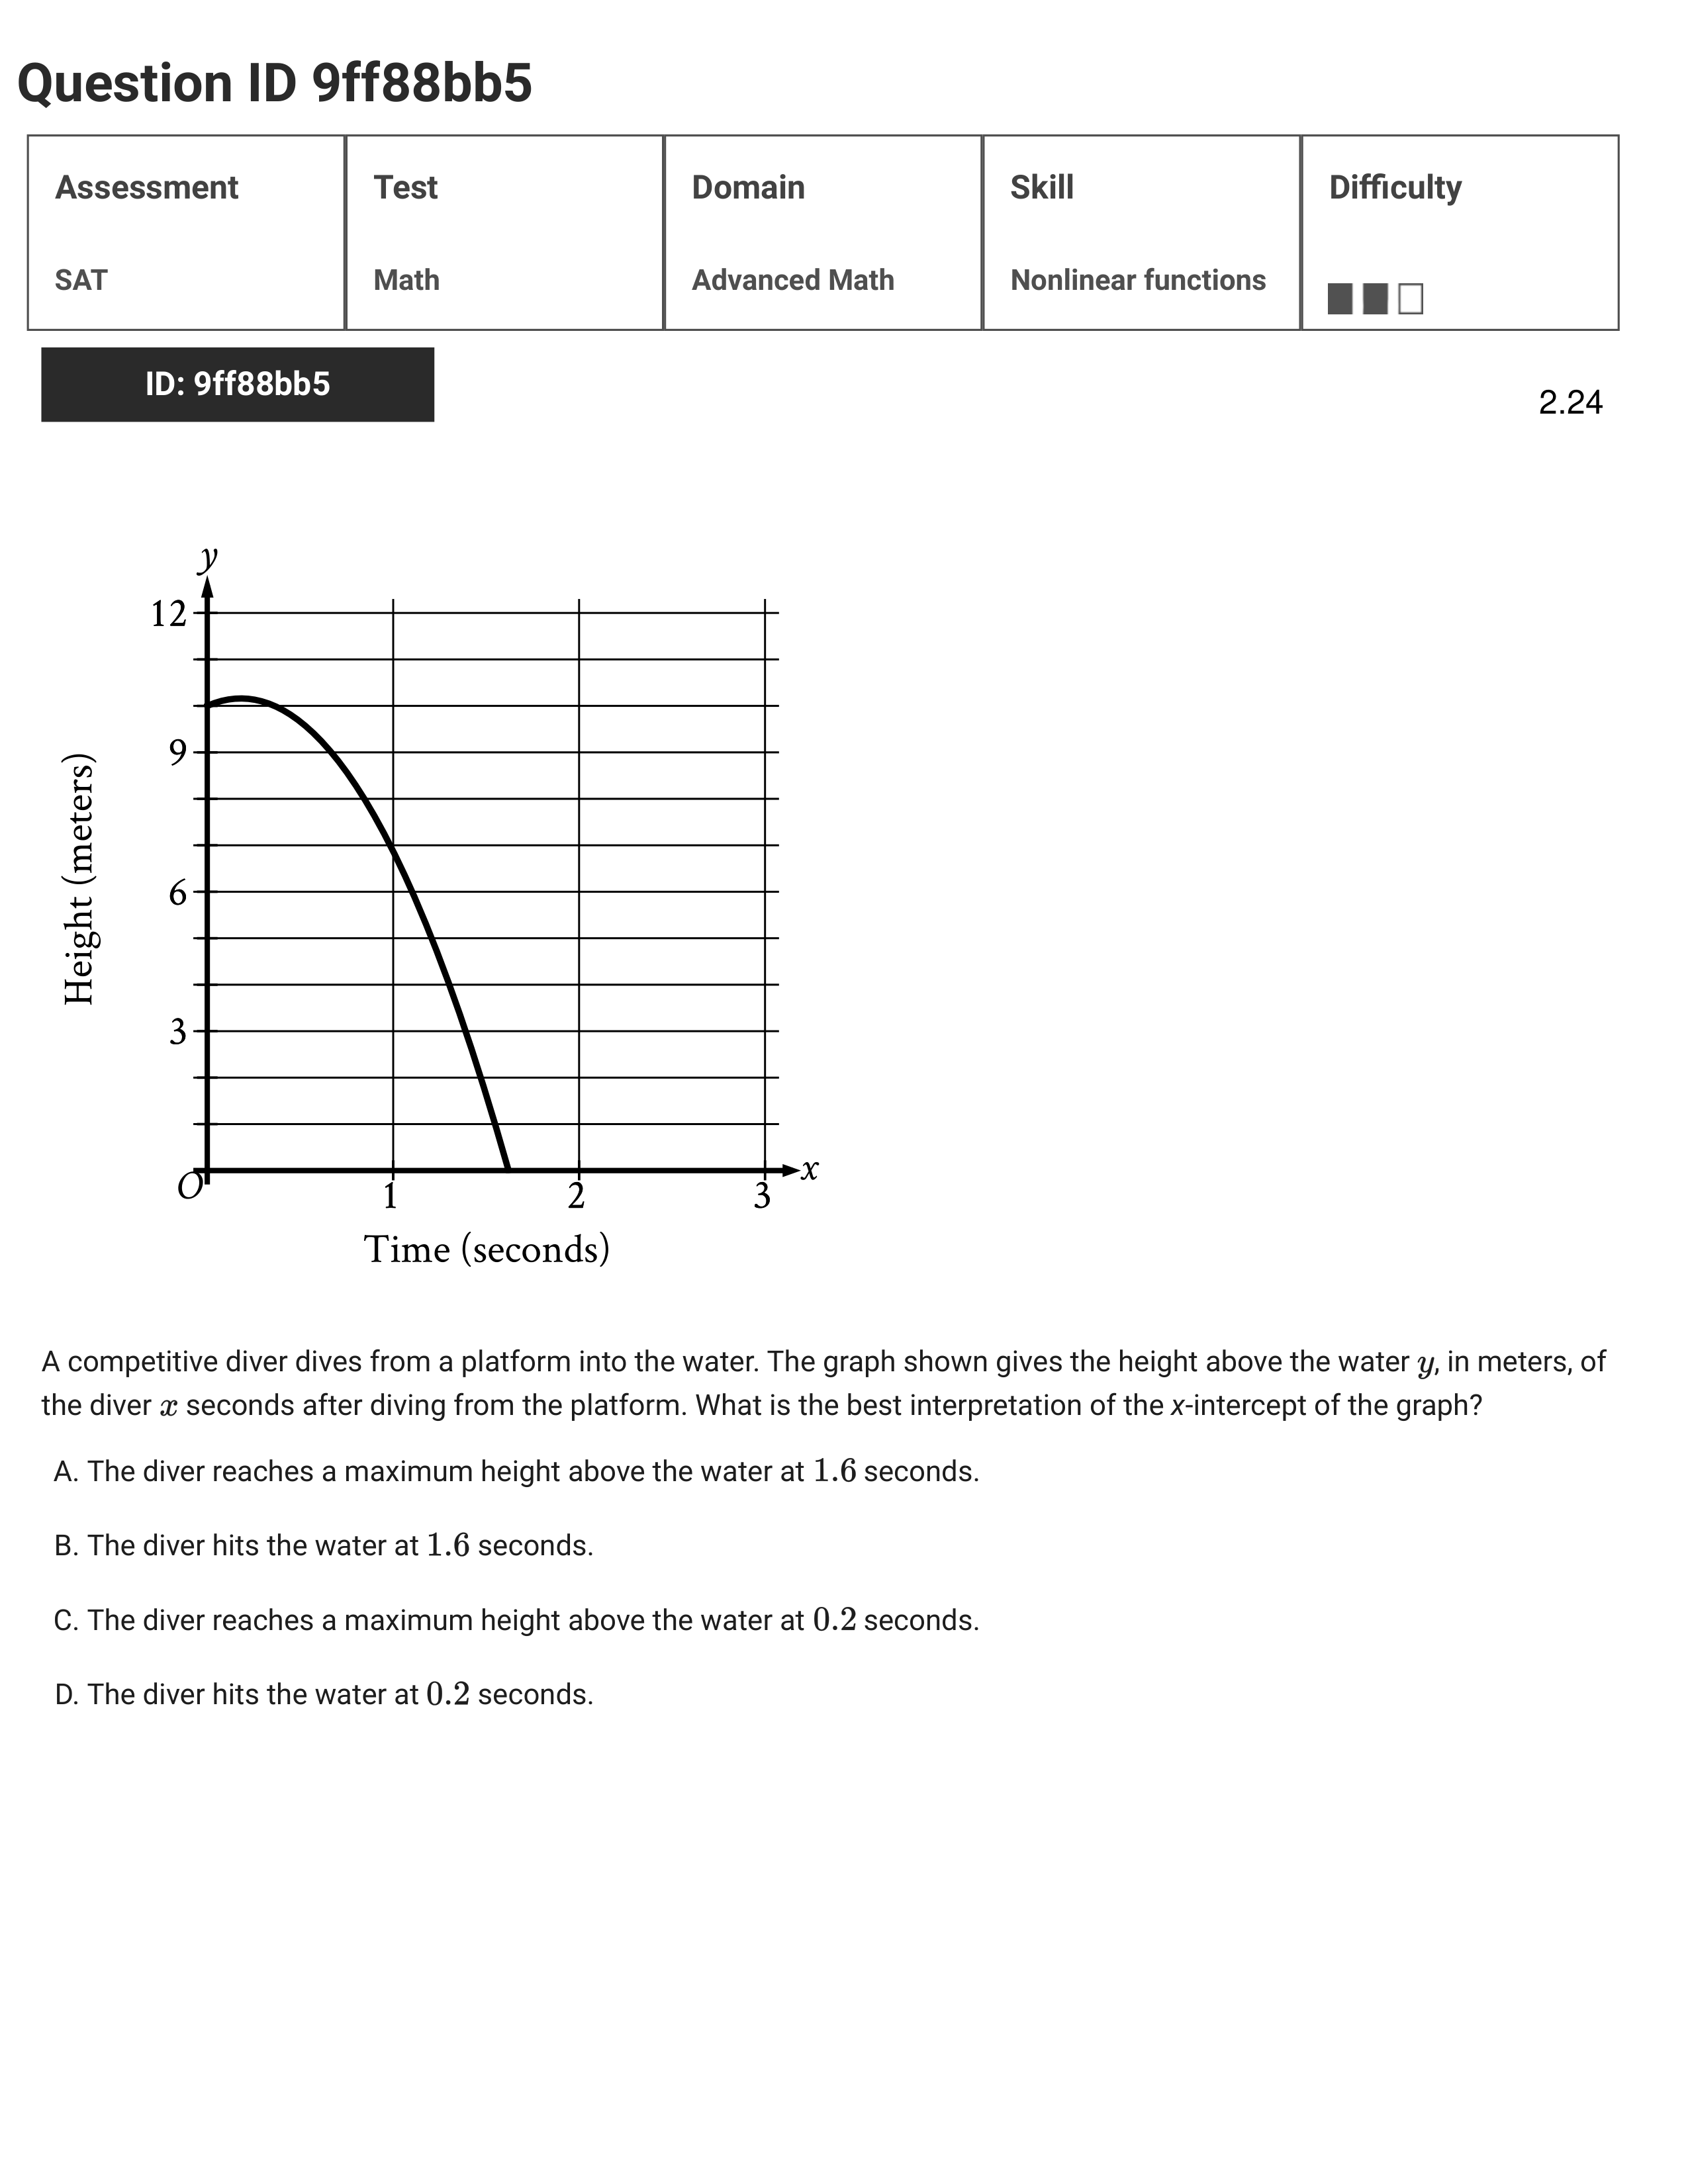 Question ID 9ff88bb5
Assessment Test Domain Skill Difficulty
SAT Math Advanced Math Nonlinear functions
ID: 9ff88bb5
2.24
y
12
9
6
3
O
1 2 3
x
Height (meters)
Time (seconds)
A competitive diver dives from a platform into the water. The graph shown gives the height above the water y, in meters, of
the diver x seconds after diving from the platform. What is the best interpretation of the x-intercept of the graph?
A. The diver reaches a maximum height above the water at 1.6 seconds.
B. The diver hits the water at 1.6 seconds.
C. The diver reaches a maximum height above the water at 0.2 seconds.
D. The diver hits the water at 0.2 seconds.